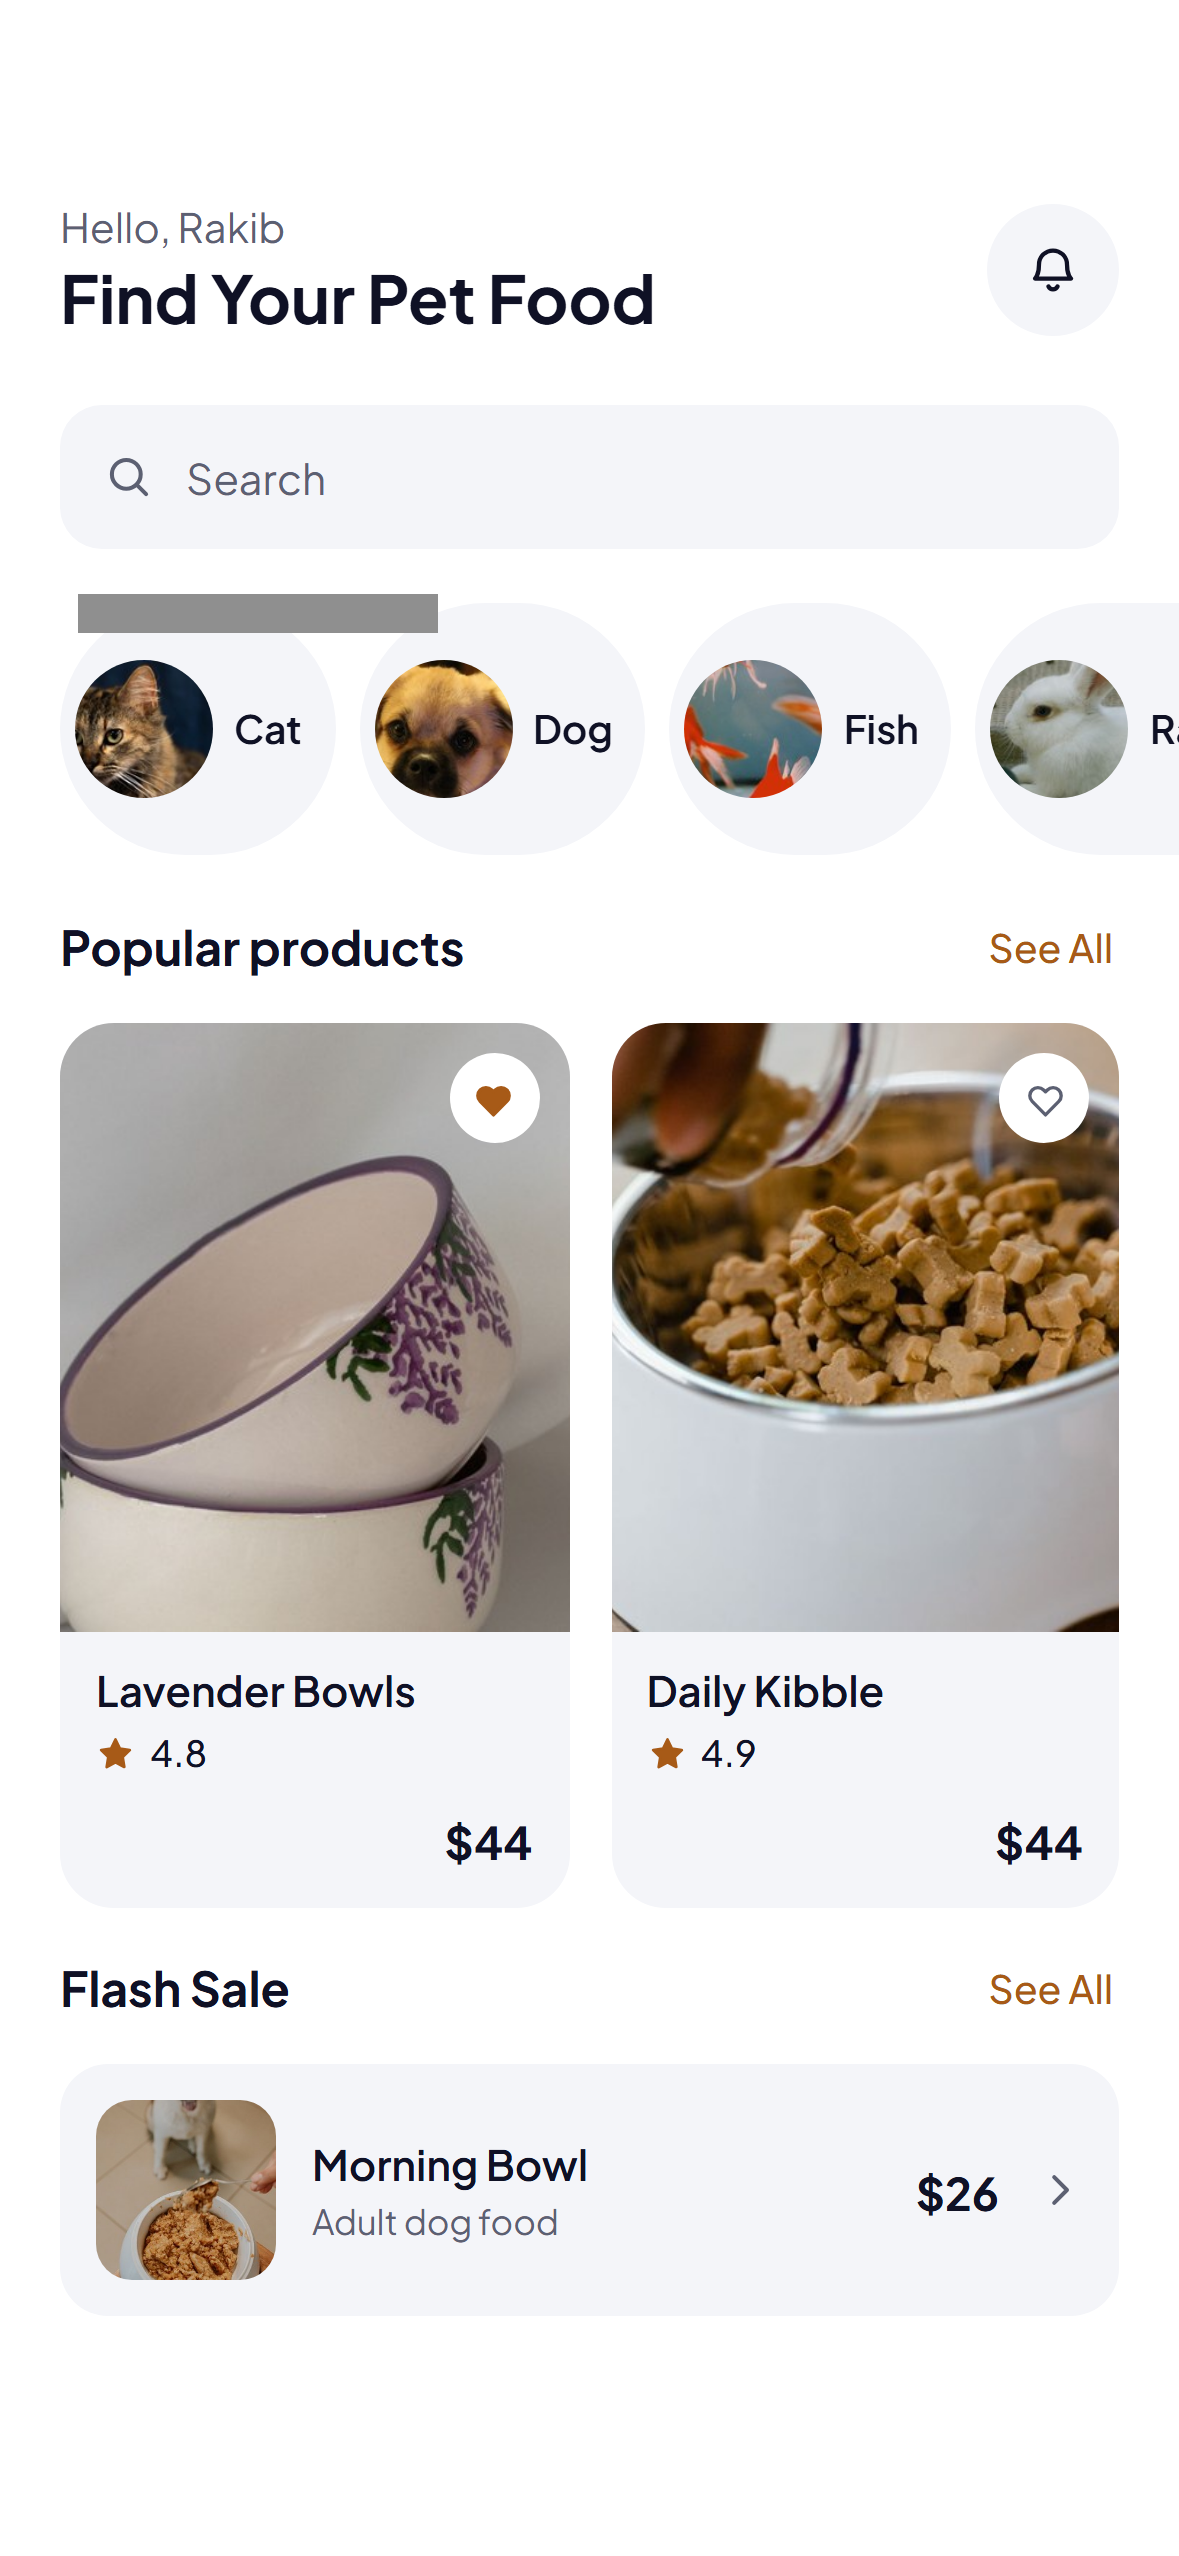 Hello, Rakib
Find Your Pet Food
Search
Cat
Dog
Fish
Popular products
See All
Lavender Bowls
4.8
$44
Daily Kibble
4.9
$44
Flash Sale
See All
Morning Bowl
Adult dog food
$26